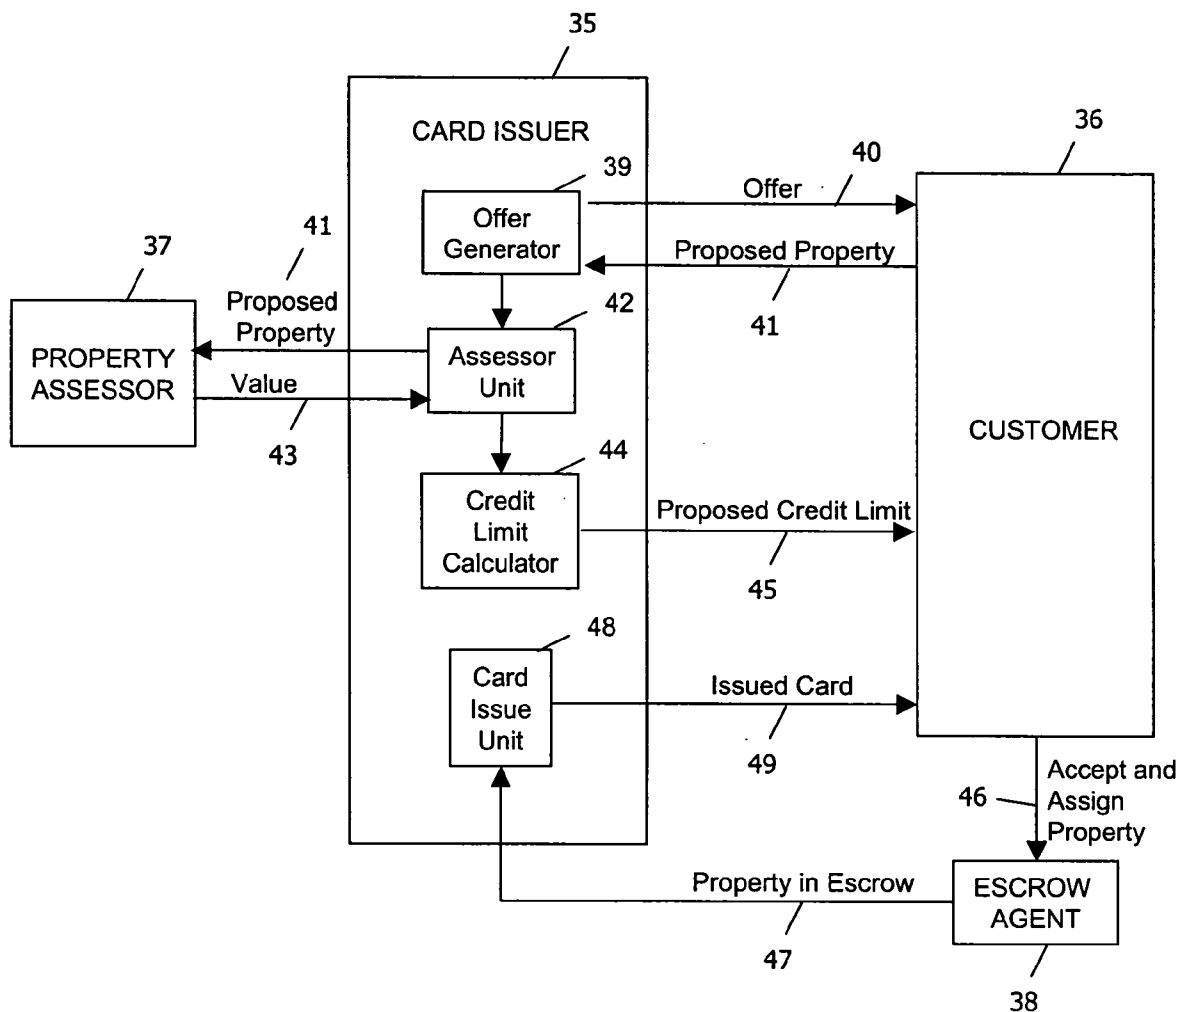 35
CARD ISSUER
36
40
39
Offer
Offer
Generator
41
37
Proposed Property
Proposed
Property
42
41
PROPERTY
ASSESSOR
Assessor
Unit
Value
43
CUSTOMER
44
Credit
Limit
Calculator
Proposed Credit Limit
45
48
Card
Issue
Unit
Issued Card
49
Accept and
Assign
Property
46
Property in Escrow
47
ESCROW
AGENT
38